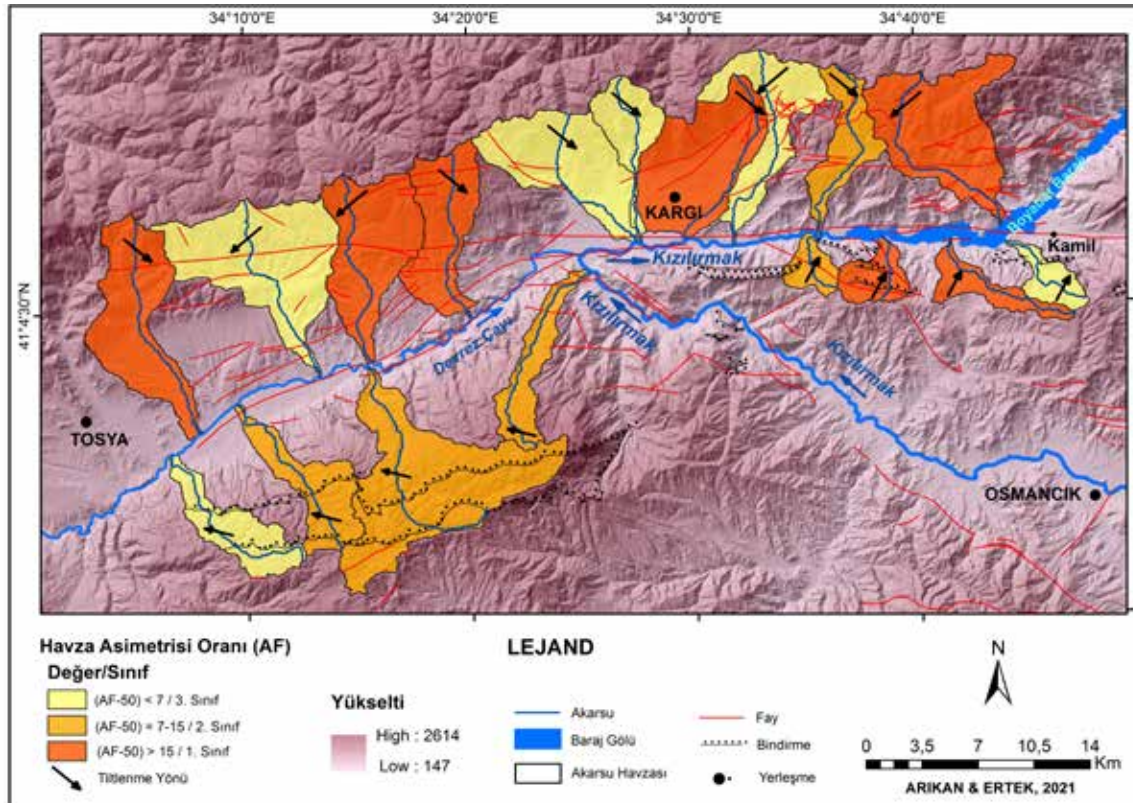 34°10'0"E
34°20'0"E
34°30'0"E
34°40'0"E
41°4'30"N
KARGI
Boyabat Barajı
Kamil
Kızılırmak
Kızılırmak
Kızılırmak
Devrez Çayı
TOSYA
OSMANCIK
Havza Asimetrisi Oranı (AF)
Değer/Sınıf
(AF-50) < 7 / 3. Sınıf
(AF-50) = 7-15 / 2. Sınıf
(AF-50) > 15 / 1. Sınıf
Tiltlenme Yönü
Yükselti
High : 2614
Low : 147
LEJAND
Akarsu
Baraj Gölü
Akarsu Havzası
Fay
Bindirme
Yerleşme
N
0 3,5 7 10,5 14
Km
ARIKAN & ERTEK, 2021